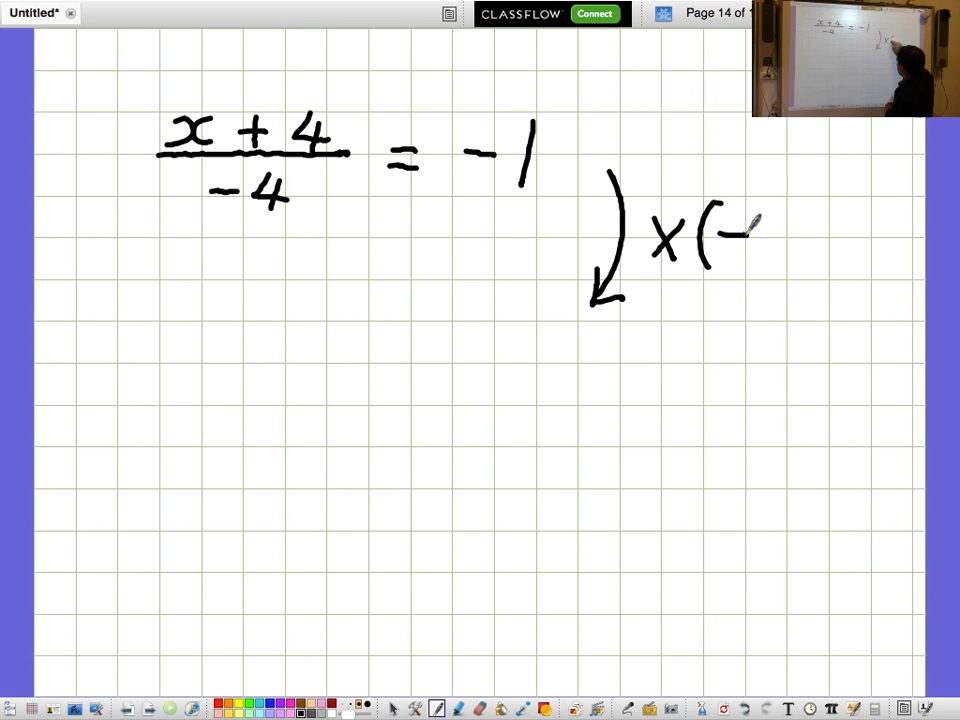 Untitled*
CLASSFLOW Connect
Page 14 of
x + 4
-4
= -1
x (-